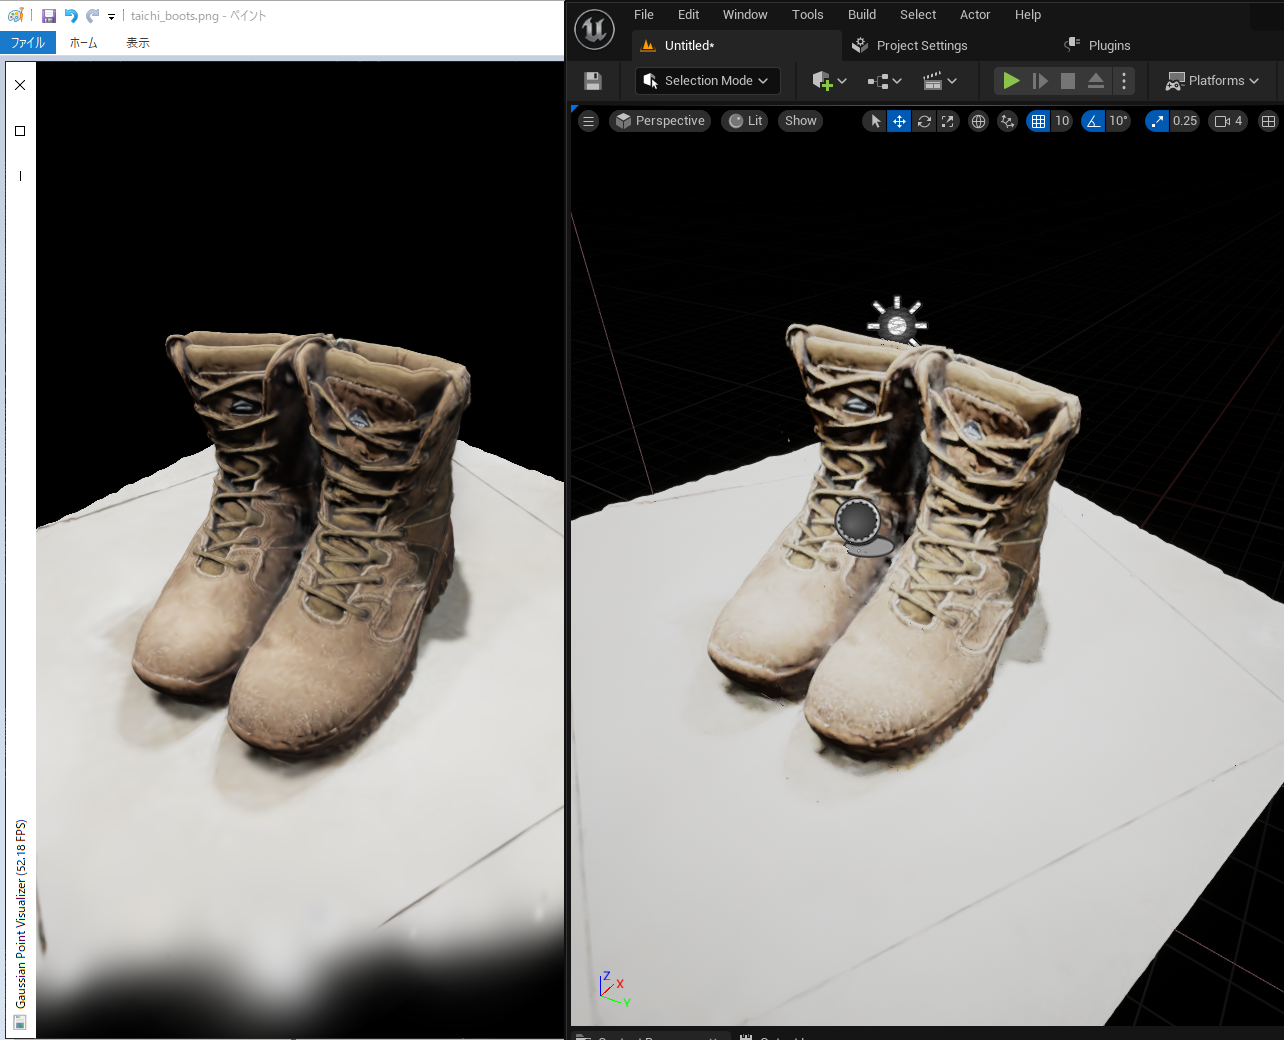 taichi_boots.png - ペイント
ファイル ホーム 表示
Gaussian Point Visualizer (52.18 FPS)
File Edit Window Tools Build Select Actor Help
Untitled* Project Settings Plugins
Selection Mode Platforms
Perspective Lit Show 10 10° 0.25 4
Z
X
Y